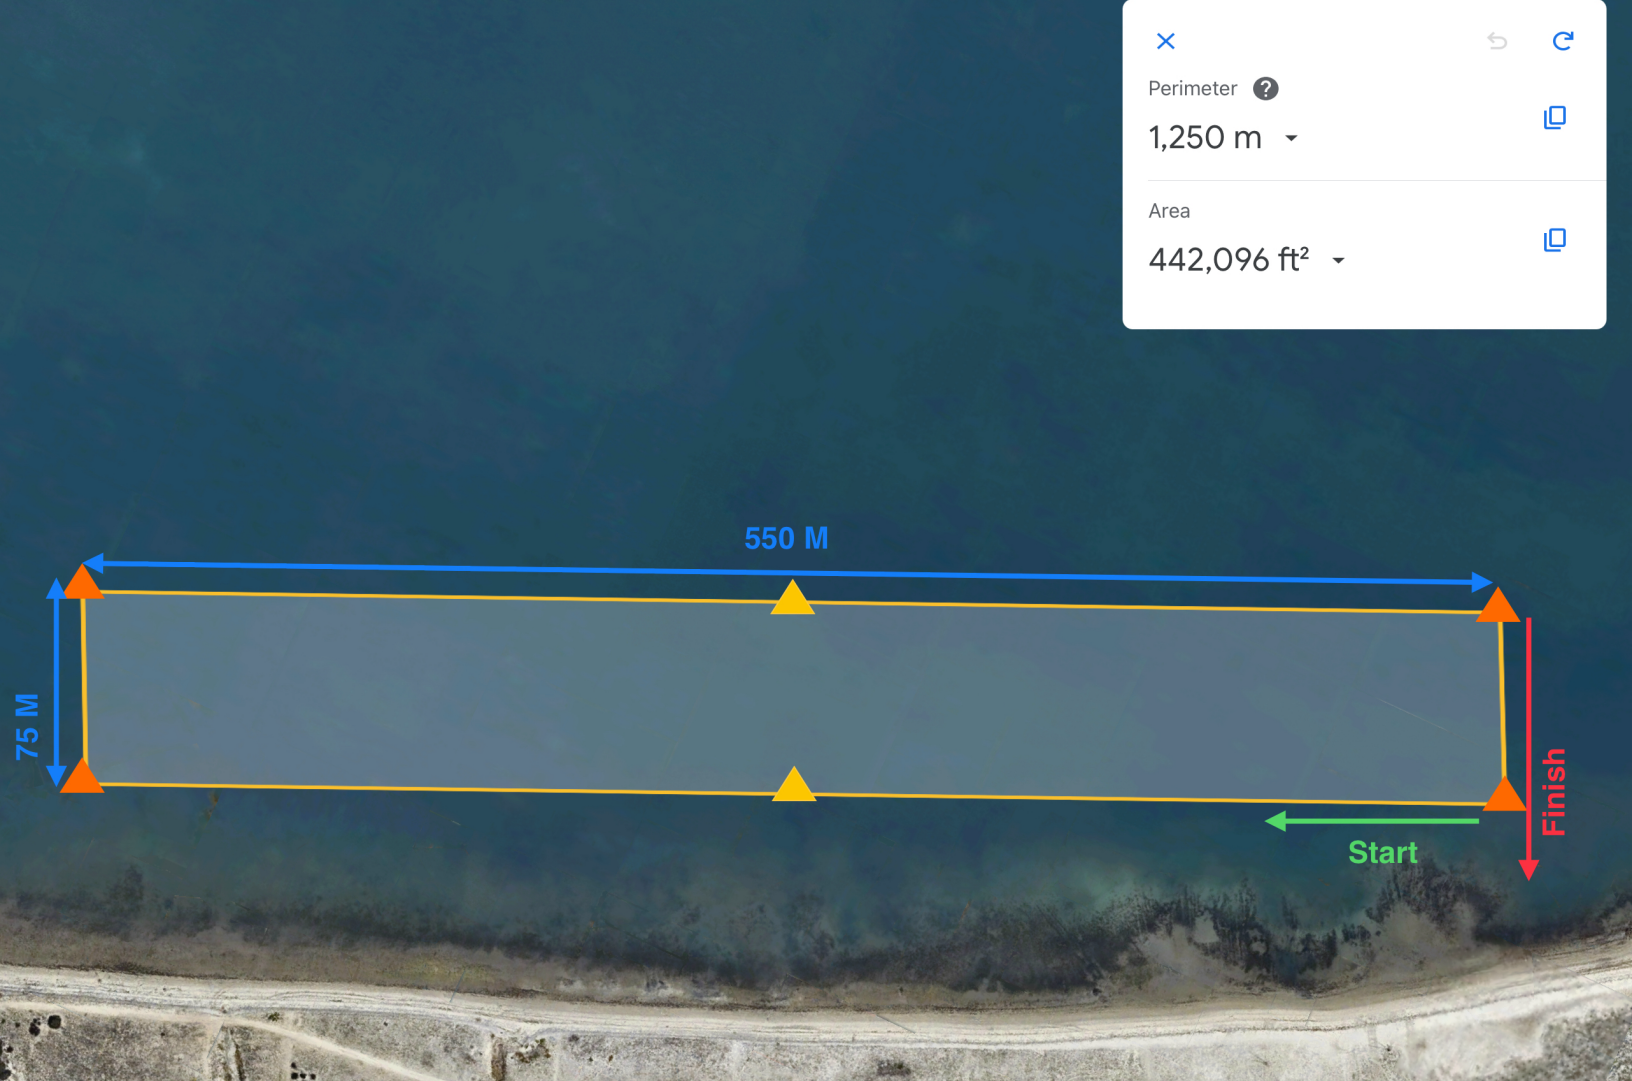 Perimeter ?
1,250 m
Area
442,096 ft²
550 M
75 M
Finish
Start